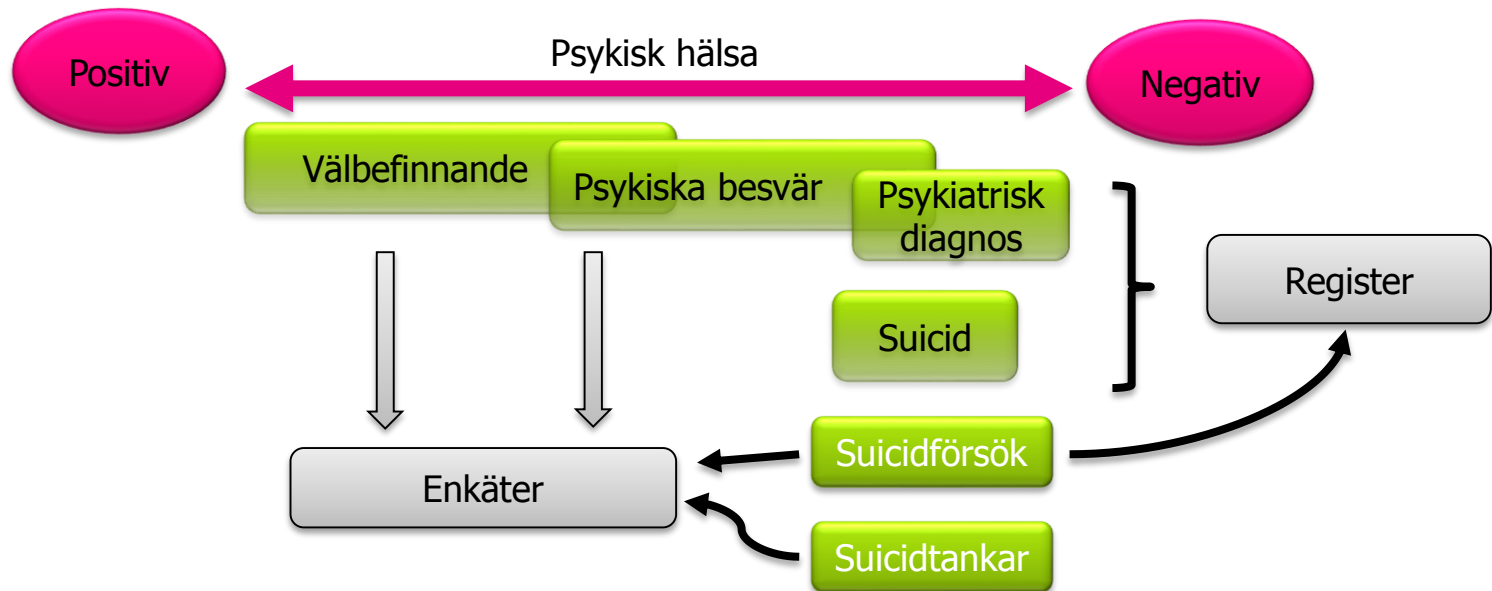 Psykisk hälsa
Positiv
Negativ
Välbefinnande
Psykiska besvär
Psykiatrisk
diagnos
Register
Suicid
Suicidförsök
Enkäter
Suicidtankar